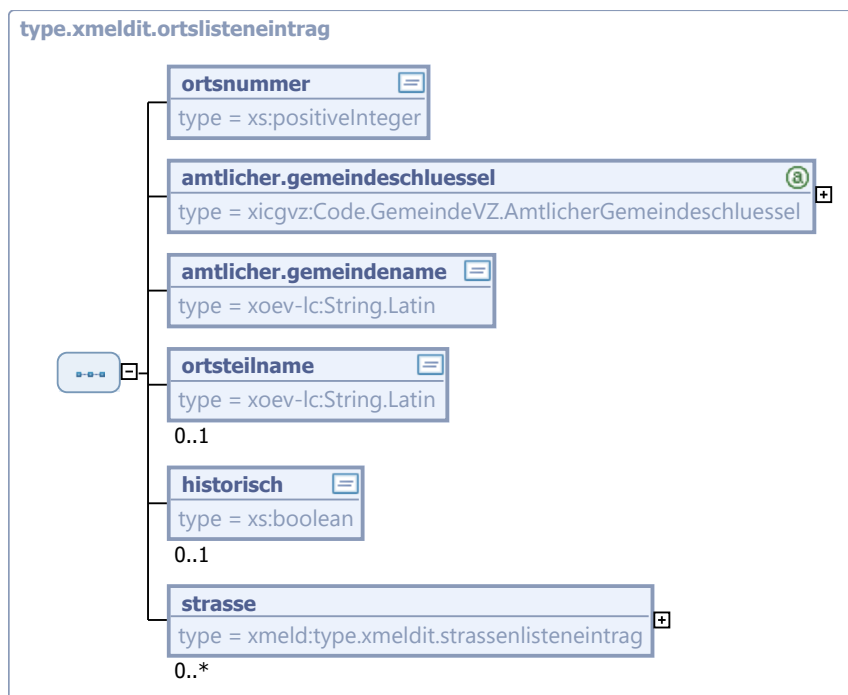 type.xmeldit.ortslisteneintrag
ortsnummer
type = xs:positiveInteger
amtlicher.gemeindeschluessel
type = xicgvz:Code.GemeindeVZ.AmtlicherGemeindeschluessel
amtlicher.gemeindename
type = xoev-lc:String.Latin
ortsteilname
type = xoev-lc:String.Latin
0..1
historisch
type = xs:boolean
0..1
strasse
type = xmeld:type.xmeldit.strassenlisteneintrag
0..*